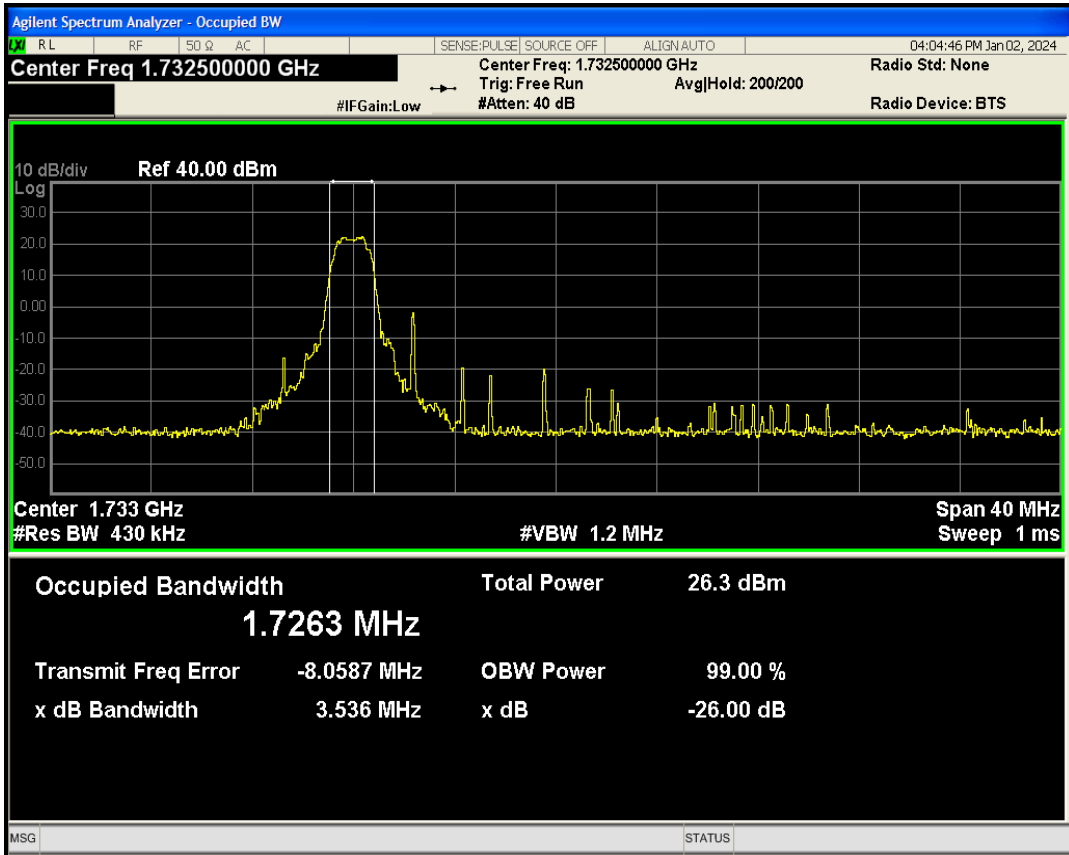 Agilent Spectrum Analyzer - Occupied BW
LXI RL RF 50 Ω AC SENSE:PULSE SOURCE OFF ALIGN AUTO 04:04:46 PM Jan 02, 2024
Center Freq 1.732500000 GHz Center Freq: 1.732500000 GHz Radio Std: None
Trig: Free Run Avg|Hold: 200/200
#IFGain:Low #Atten: 40 dB Radio Device: BTS
10 dB/div Ref 40.00 dBm
Log
30.0
20.0
10.0
0.00
-10.0
-20.0
-30.0
-40.0
-50.0
Center 1.733 GHz Span 40 MHz
#Res BW 430 kHz #VBW 1.2 MHz Sweep 1 ms
Occupied Bandwidth Total Power 26.3 dBm
1.7263 MHz
Transmit Freq Error -8.0587 MHz OBW Power 99.00 %
x dB Bandwidth 3.536 MHz x dB -26.00 dB
MSG STATUS